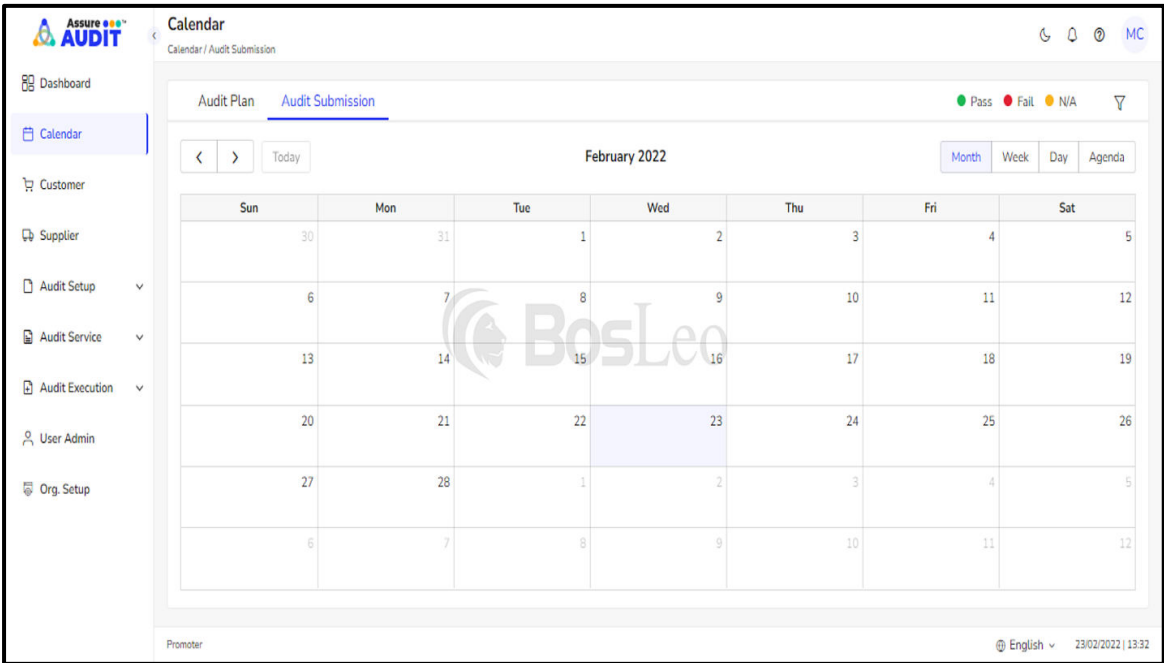 Assure
AUDIT
Calendar
Calendar / Audit Submission
MC
Dashboard
Calendar
Customer
Supplier
Audit Setup
Audit Service
Audit Execution
User Admin
Org. Setup
Audit Plan Audit Submission Pass Fail N/A
Today February 2022 Month Week Day Agenda
Sun Mon Tue Wed Thu Fri Sat
30 31 1 2 3 4 5
6 7 8 9 10 11 12
BosLeo
13 14 15 16 17 18 19
20 21 22 23 24 25 26
27 28 1 2 3 4 5
6 7 8 9 10 11 12
Promoter English 23/02/2022 | 13:32